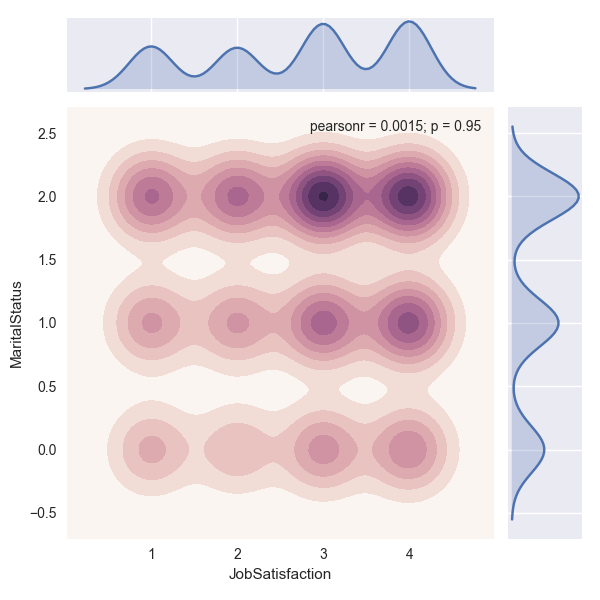 pearsonr = 0.0015; p = 0.95
2.5
2.0
1.5
1.0
0.5
0.0
−0.5
MaritalStatus
1 2 3 4
JobSatisfaction